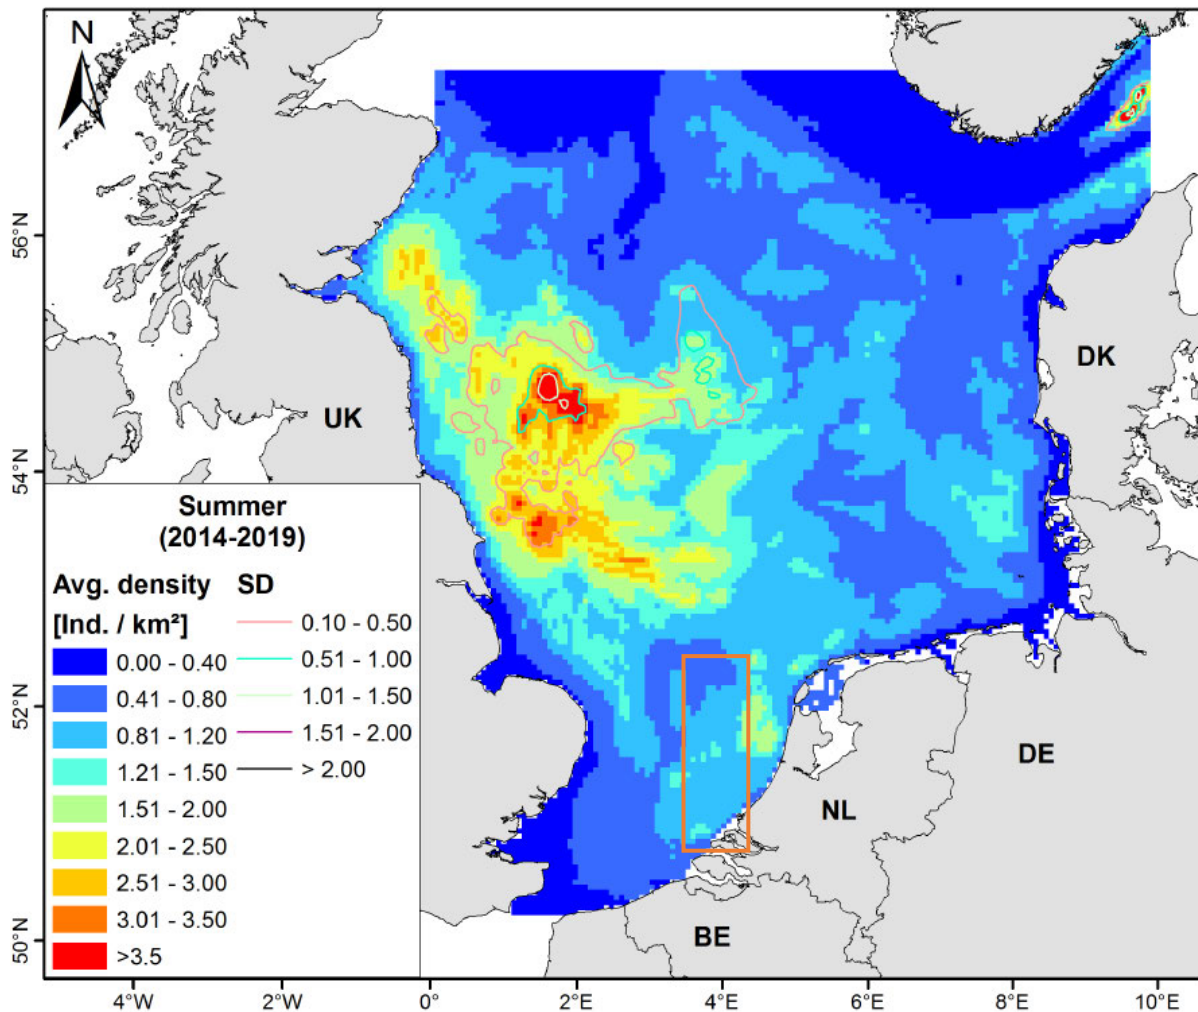 N
56°N
54°N
52°N
50°N
UK
DK
DE
NL
BE
Summer
(2014-2019)
Avg. density SD
[Ind. / km²]
0.10 - 0.50
0.00 - 0.40
0.51 - 1.00
0.41 - 0.80
1.01 - 1.50
0.81 - 1.20
1.51 - 2.00
1.21 - 1.50
> 2.00
1.51 - 2.00
2.01 - 2.50
2.51 - 3.00
3.01 - 3.50
>3.5
4°W 2°W 0° 2°E 4°E 6°E 8°E 10°E